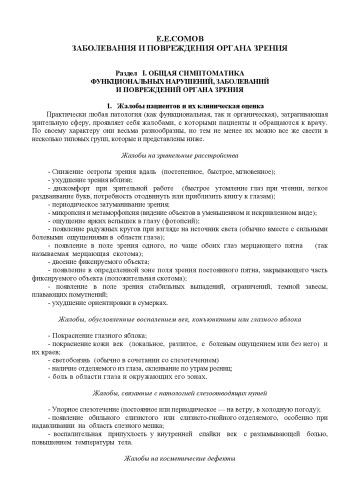 Е.Е.СОМОВ
ЗАБОЛЕВАНИЯ И ПОВРЕЖДЕНИЯ ОРГАНА ЗРЕНИЯ
Раздел I. ОБЩАЯ СИМПТОМАТИКА
ФУНКЦИОНАЛЬНЫХ НАРУШЕНИЙ, ЗАБОЛЕВАНИЙ
И ПОВРЕЖДЕНИЙ ОРГАНА ЗРЕНИЯ
1. Жалобы пациентов и их клиническая оценка
Практически любая патология (как функциональная, так и органическая), затрагивающая
зрительную сферу, проявляет себя жалобами, с которыми пациенты и обращаются к врачу.
По своему характеру они весьма разнообразны, но тем не менее их можно все же свести в
несколько типовых групп, которые и представлены ниже.
Жалобы на зрительные расстройства
- Снижение остроты зрения вдаль (постепенное, быстрое, мгновенное);
- ухудшение зрения вблизи;
- дискомфорт при зрительной работе (быстрое утомление глаз при чтении, легкое
раздваивание букв, потребность отодвинуть или приблизить книгу к глазам);
- периодическое затуманивание зрения;
- микропсия и метаморфопсия (видение объектов в уменьшенном и искривленном виде);
- ощущение ярких вспышек в глазу (фотопсий);
- появление радужных кругов при взгляде на источник света (обычно вместе с сильными
болевыми ощущениями в области глаза);
- появление в поле зрения одного, но чаще обоих глаз мерцающего пятна (так
называемая мерцающая скотома);
- двоение фиксируемого объекта;
- появление в определенной зоне поля зрения постоянного пятна, закрывающего часть
фиксируемого объекта (положительная скотома);
- появление в поле зрения стабильных выпадений, ограничений, темной завесы,
плавающих помутнений;
- ухудшение ориентировки в сумерках.
Жалобы, обусловленные воспалением век, конъюнктивы или глазного яблока
- Покраснение глазного яблока;
- покраснение кожи век (локальное, разлитое, с болевым ощущением или без него) и
их краев;
- светобоязнь (обычно в сочетании со слезотечением)
- наличие отделяемого из глаза, склеивание по утрам ресниц;
- боль в области глаза и окружающих его зонах.
Жалобы, связанные с патологией слезоотводящих путей
- Упорное слезотечение (постоянное или периодическое — на ветру, в холодную погоду);
- появление обильного слизистого или слизисто-гнойного отделяемого, особенно при
надавливании на область слезного мешка;
- воспалительная припухлость у внутренней спайки век с распамывающей болью,
повышением температуры тела.
Жалобы на косметические дефекты